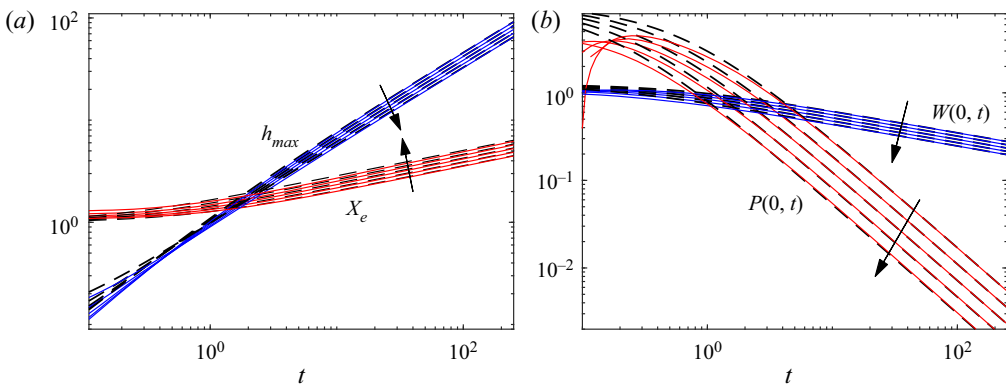 (a)
10²
10⁰
h_max
X_e
10⁰
10²
t
(b)
10⁰
10⁻¹
10⁻²
W(0, t)
P(0, t)
10⁰
10²
t